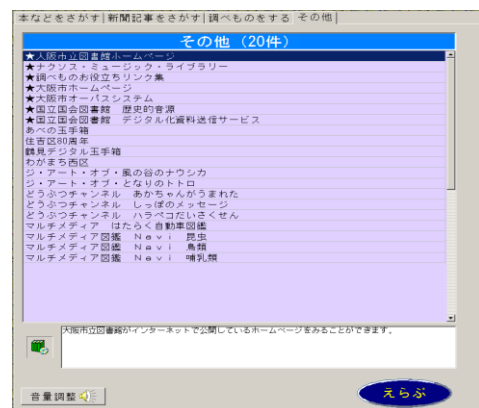 本などをさがす 新聞記事をさがす 調べものをする その他
その他（20件）
★大阪市立図書館ホームページ
★ナクソス・ミュージック・ライブラリー
★調べものお役立ちリンク集
★大阪市ホームページ
★大阪市オーパスシステム
★国立国会図書館　歴史的音源
★国立国会図書館　デジタル化資料送信サービス
あべの玉手箱
住吉区80周年
鶴見デジタル玉手箱
わがまち西区
ジ・アート・オブ・風の谷のナウシカ
ジ・アート・オブ・となりのトトロ
どうぶつチャンネル　あかちゃんがうまれた
どうぶつチャンネル　しっぽのメッセージ
どうぶつチャンネル　ハラペコだいさくせん
マルチメディア　はたらく自動車図鑑
マルチメディア図鑑　Ｎａｖｉ　昆虫
マルチメディア図鑑　Ｎａｖｉ　鳥類
マルチメディア図鑑　Ｎａｖｉ　哺乳類
大阪市立図書館がインターネットで公開しているホームページをみることができます。
音量調整
えらぶ